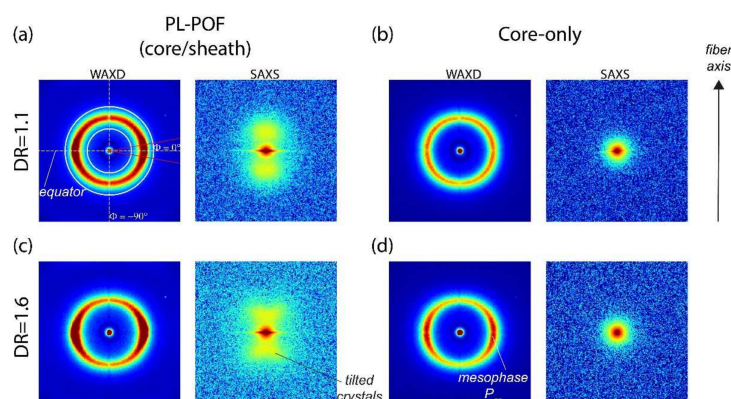 (a)
PL-POF
(core/sheath)
(b)
Core-only
fiber
axis
WAXD
SAXS
WAXD
SAXS
DR=1.1
Φ = 0°
equator
Φ = −90°
(c)
(d)
DR=1.6
tilted
crystals
mesophase
P